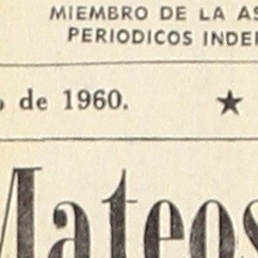 MIEMBRO DE LA AS
PERIODICOS INDE
de 1960. ★
Mateos